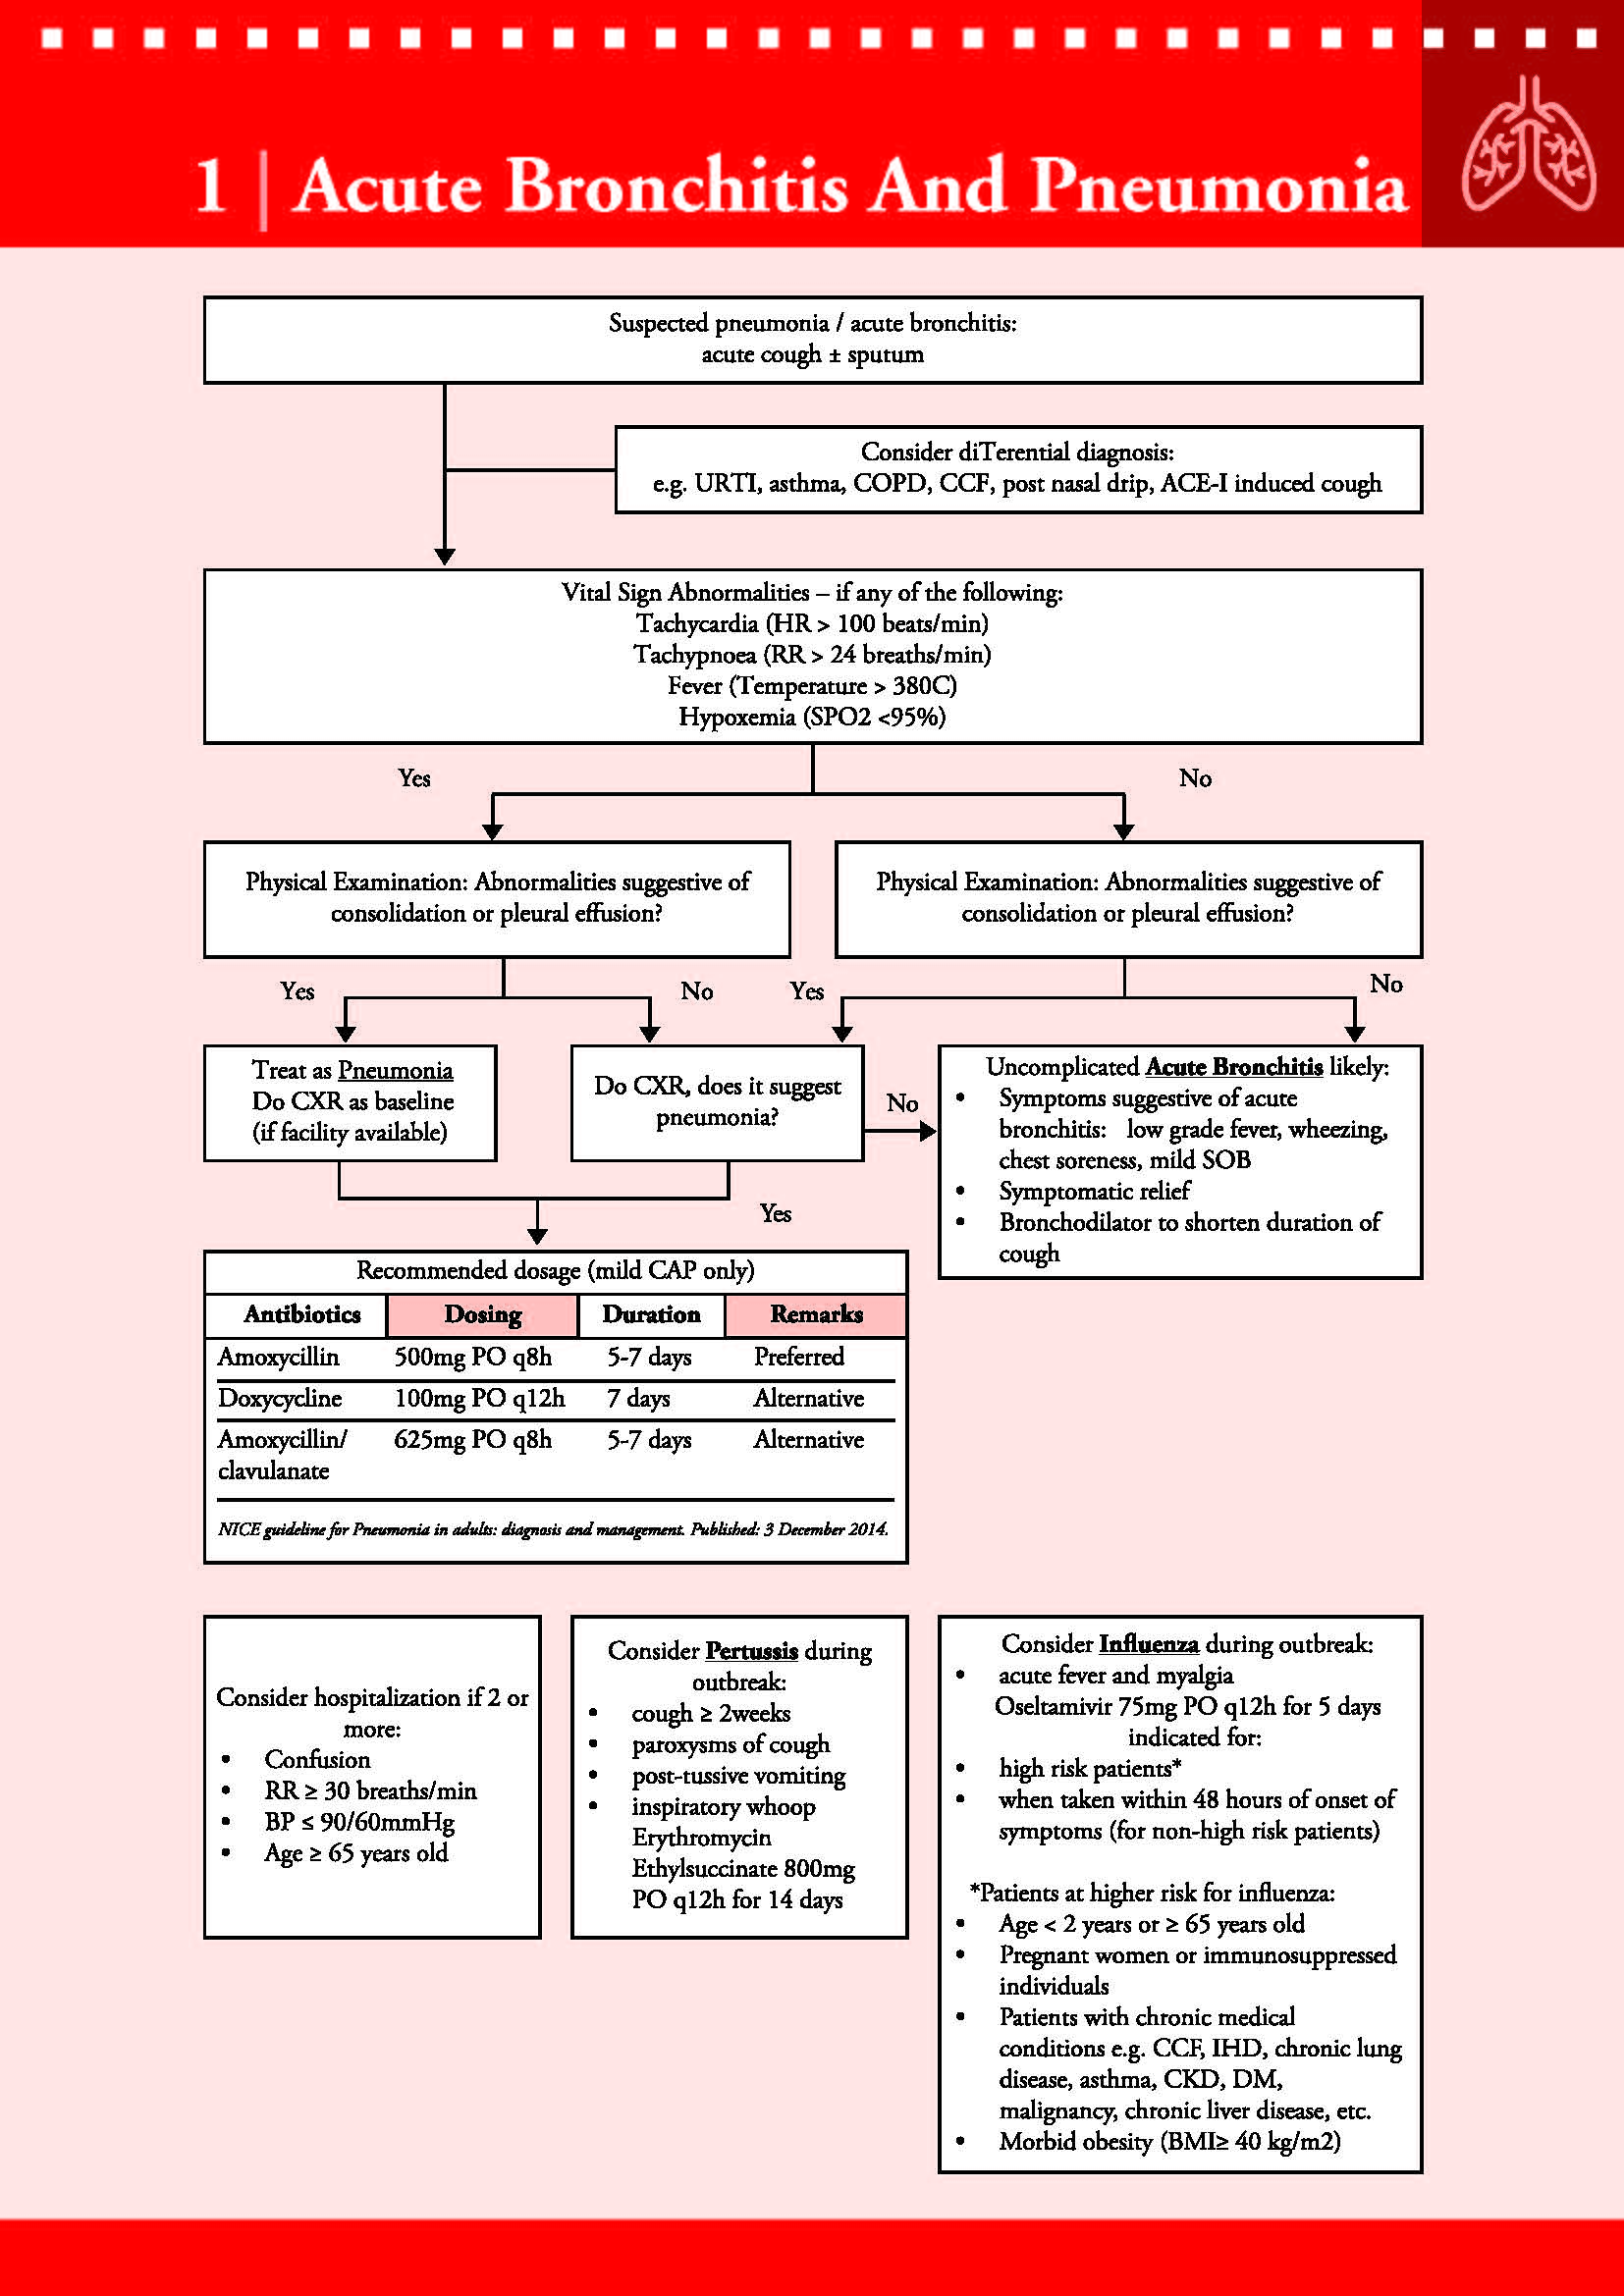 1 | Acute Bronchitis And Pneumonia
Suspected pneumonia / acute bronchitis:
acute cough ± sputum
Consider diTerential diagnosis:
e.g. URTI, asthma, COPD, CCF, post nasal drip, ACE-I induced cough
Vital Sign Abnormalities – if any of the following:
Tachycardia (HR > 100 beats/min)
Tachypnoea (RR > 24 breaths/min)
Fever (Temperature > 380C)
Hypoxemia (SPO2 <95%)
Yes
No
Physical Examination: Abnormalities suggestive of
consolidation or pleural effusion?
Physical Examination: Abnormalities suggestive of
consolidation or pleural effusion?
Yes
No
Yes
No
Treat as Pneumonia
Do CXR as baseline
(if facility available)
Do CXR, does it suggest
pneumonia?
No
Yes
Uncomplicated Acute Bronchitis likely:
• Symptoms suggestive of acute
bronchitis: low grade fever, wheezing,
chest soreness, mild SOB
• Symptomatic relief
• Bronchodilator to shorten duration of
cough
Recommended dosage (mild CAP only)
Antibiotics Dosing Duration Remarks
Amoxycillin 500mg PO q8h 5-7 days Preferred
Doxycycline 100mg PO q12h 7 days Alternative
Amoxycillin/ 625mg PO q8h 5-7 days Alternative
clavulanate
NICE guideline for Pneumonia in adults: diagnosis and management. Published: 3 December 2014.
Consider hospitalization if 2 or
more:
• Confusion
• RR ≥ 30 breaths/min
• BP ≤ 90/60mmHg
• Age ≥ 65 years old
Consider Pertussis during
outbreak:
• cough ≥ 2weeks
• paroxysms of cough
• post-tussive vomiting
• inspiratory whoop
Erythromycin
Ethylsuccinate 800mg
PO q12h for 14 days
Consider Influenza during outbreak:
• acute fever and myalgia
Oseltamivir 75mg PO q12h for 5 days
indicated for:
• high risk patients*
• when taken within 48 hours of onset of
symptoms (for non-high risk patients)
*Patients at higher risk for influenza:
• Age < 2 years or ≥ 65 years old
• Pregnant women or immunosuppressed
individuals
• Patients with chronic medical
conditions e.g. CCF, IHD, chronic lung
disease, asthma, CKD, DM,
malignancy, chronic liver disease, etc.
• Morbid obesity (BMI≥ 40 kg/m2)